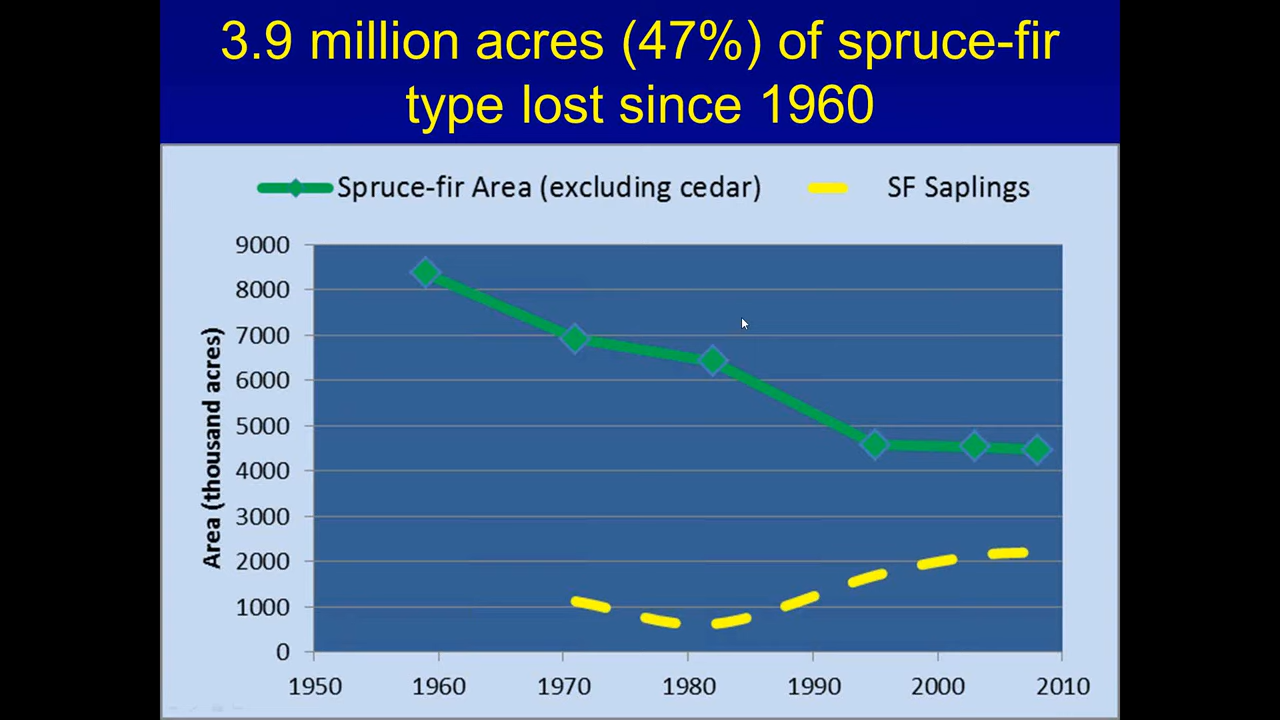 3.9 million acres (47%) of spruce-fir
type lost since 1960
Spruce-fir Area (excluding cedar) SF Saplings
9000
8000
7000
6000
5000
4000
3000
2000
1000
0
Area (thousand acres)
1950 1960 1970 1980 1990 2000 2010